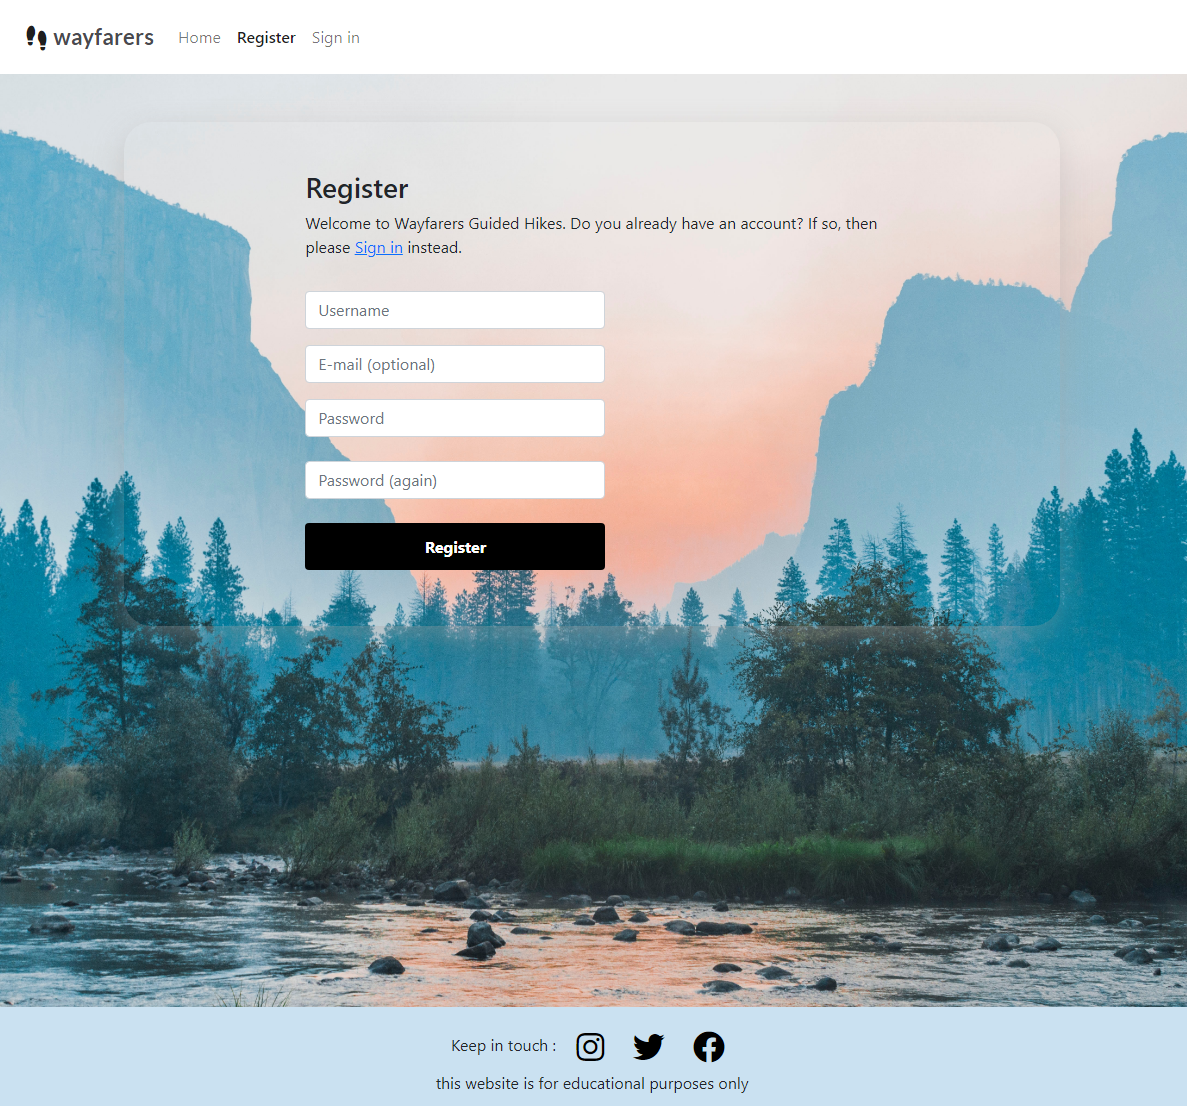 wayfarers Home Register Sign in
Register
Welcome to Wayfarers Guided Hikes. Do you already have an account? If so, then
please Sign in instead.
Username
E-mail (optional)
Password
Password (again)
Register
Keep in touch :
this website is for educational purposes only